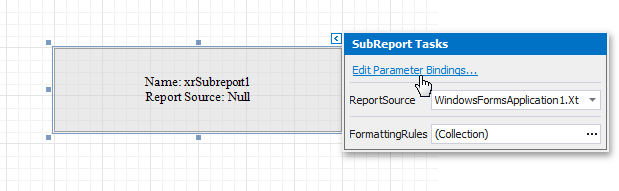 Name: xrSubreport1
Report Source: Null
SubReport Tasks
Edit Parameter Bindings...
ReportSource WindowsFormsApplication1.Xt
FormattingRules (Collection)